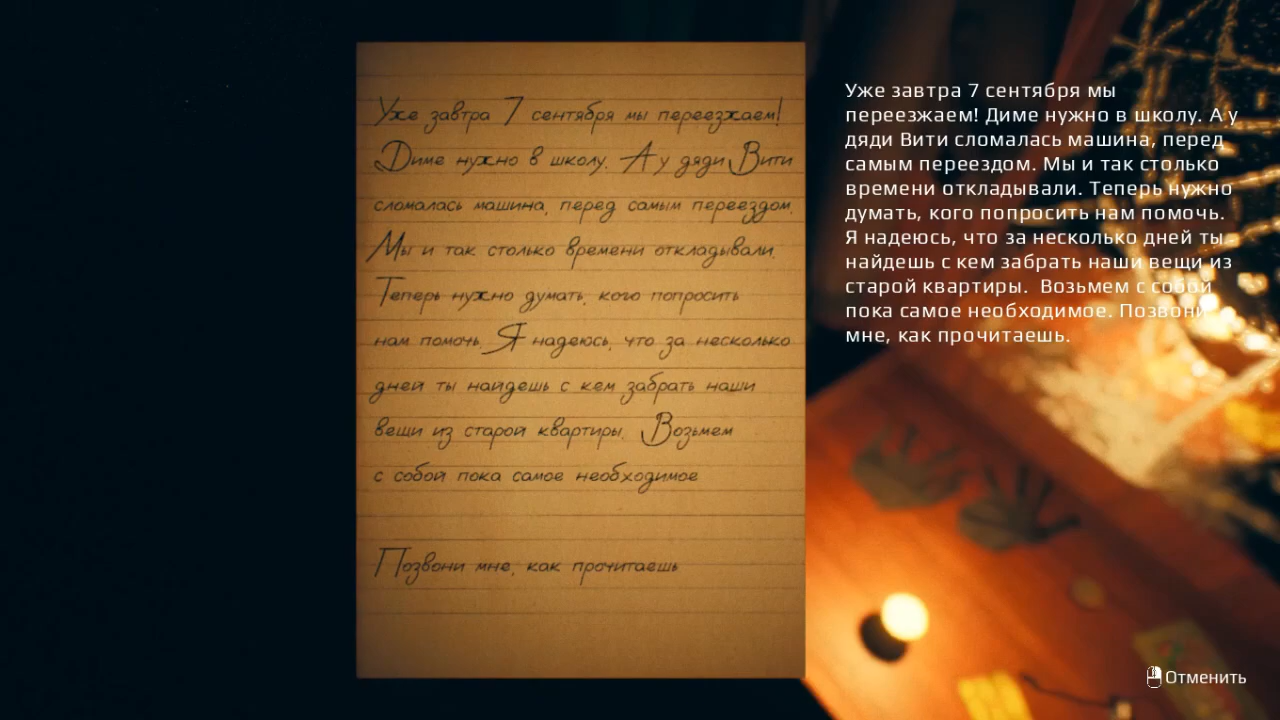 Уже завтра 7 сентября мы переезжаем!
Диме нужно в школу. А у дяди Вити
сломалась машина, перед самым переездом.
Мы и так столько времени откладывали.
Теперь нужно думать, кого попросить
нам помочь. Я надеюсь, что за несколько
дней ты найдешь с кем забрать наши
вещи из старой квартиры. Возьмем
с собой пока самое необходимое
Позвони мне, как прочитаешь
Уже завтра 7 сентября мы
переезжаем! Диме нужно в школу. А у
дяди Вити сломалась машина, перед
самым переездом. Мы и так столько
времени откладывали. Теперь нужно
думать, кого попросить нам помочь.
Я надеюсь, что за несколько дней ты
найдешь с кем забрать наши вещи из
старой квартиры. Возьмем с собой
пока самое необходимое. Позвони
мне, как прочитаешь.
Отменить